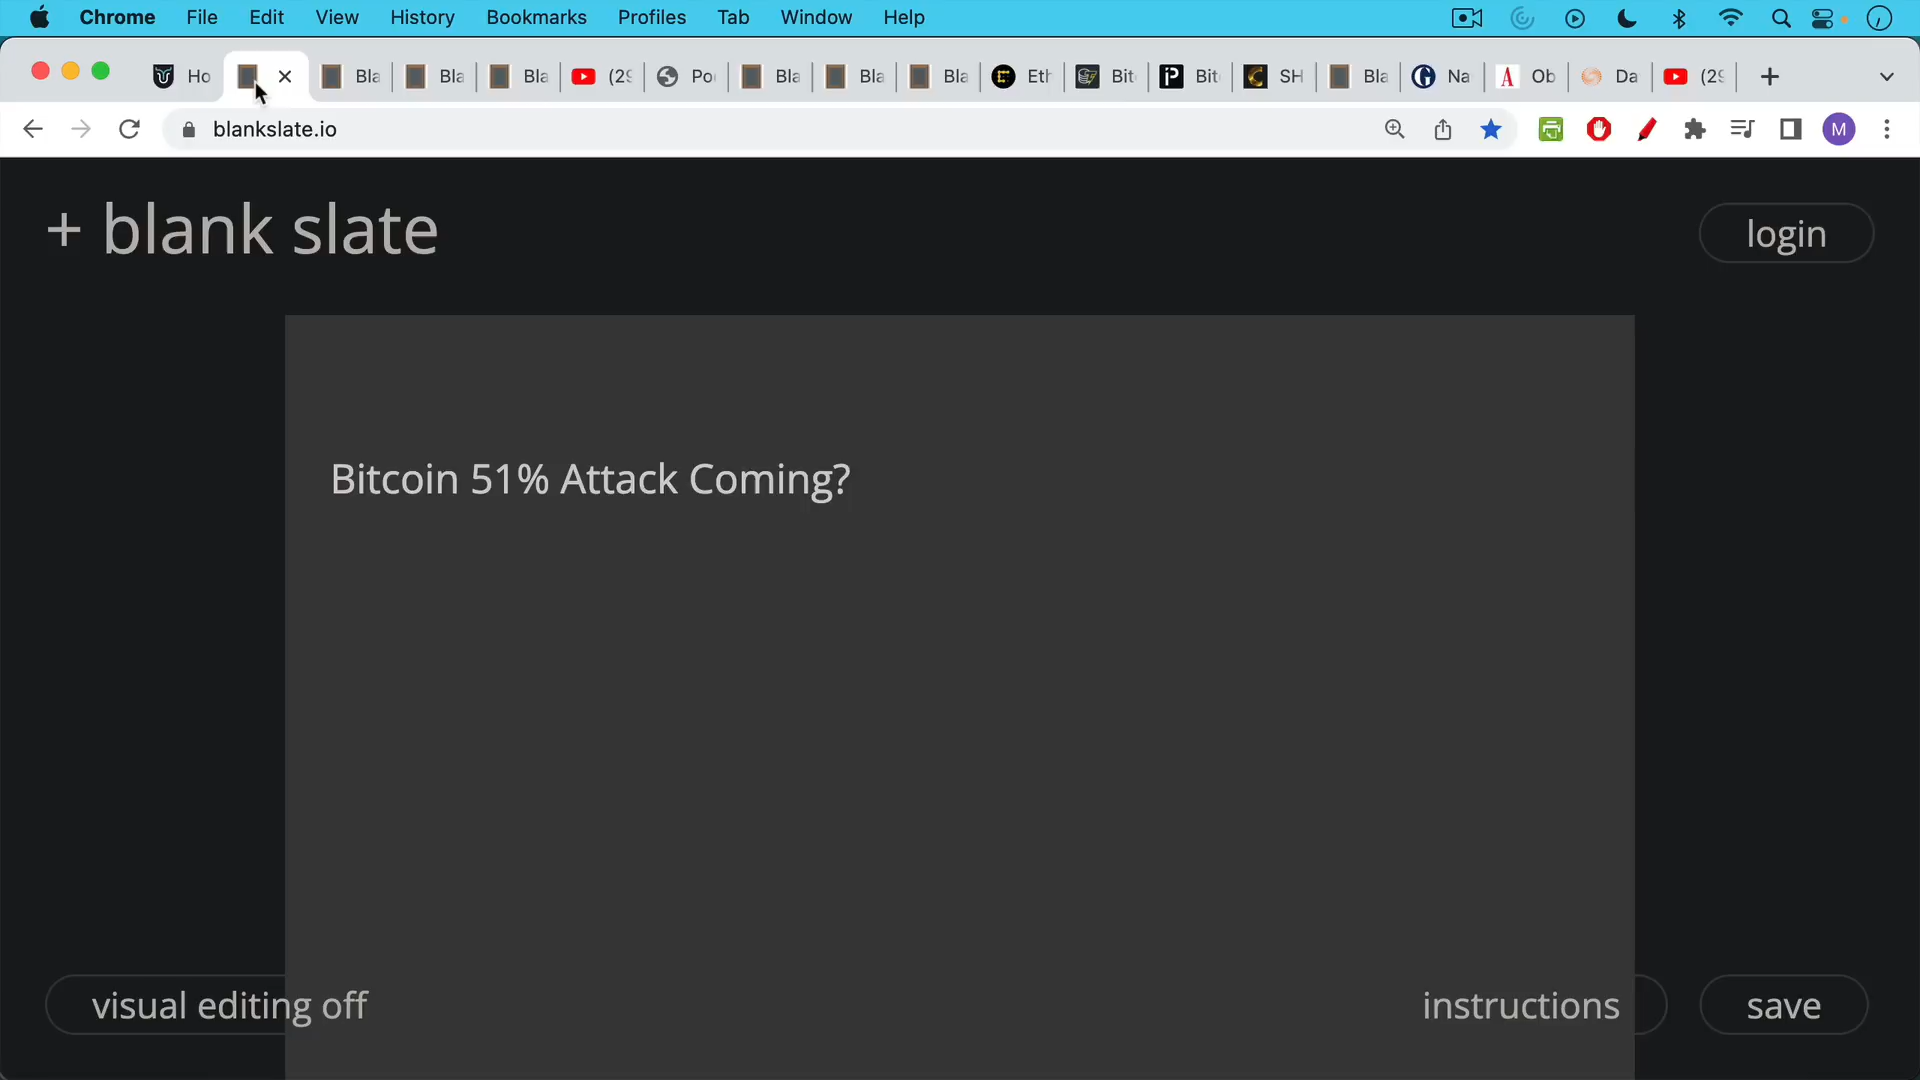 Chrome File Edit View History Bookmarks Profiles Tab Window Help
Ho Bla Bla Bla (29 Po Bla Bla Bla Eth Bit Bit SH Bla Na Ob Da (29
blankslate.io M
+ blank slate
login
Bitcoin 51% Attack Coming?
visual editing off
instructions
save